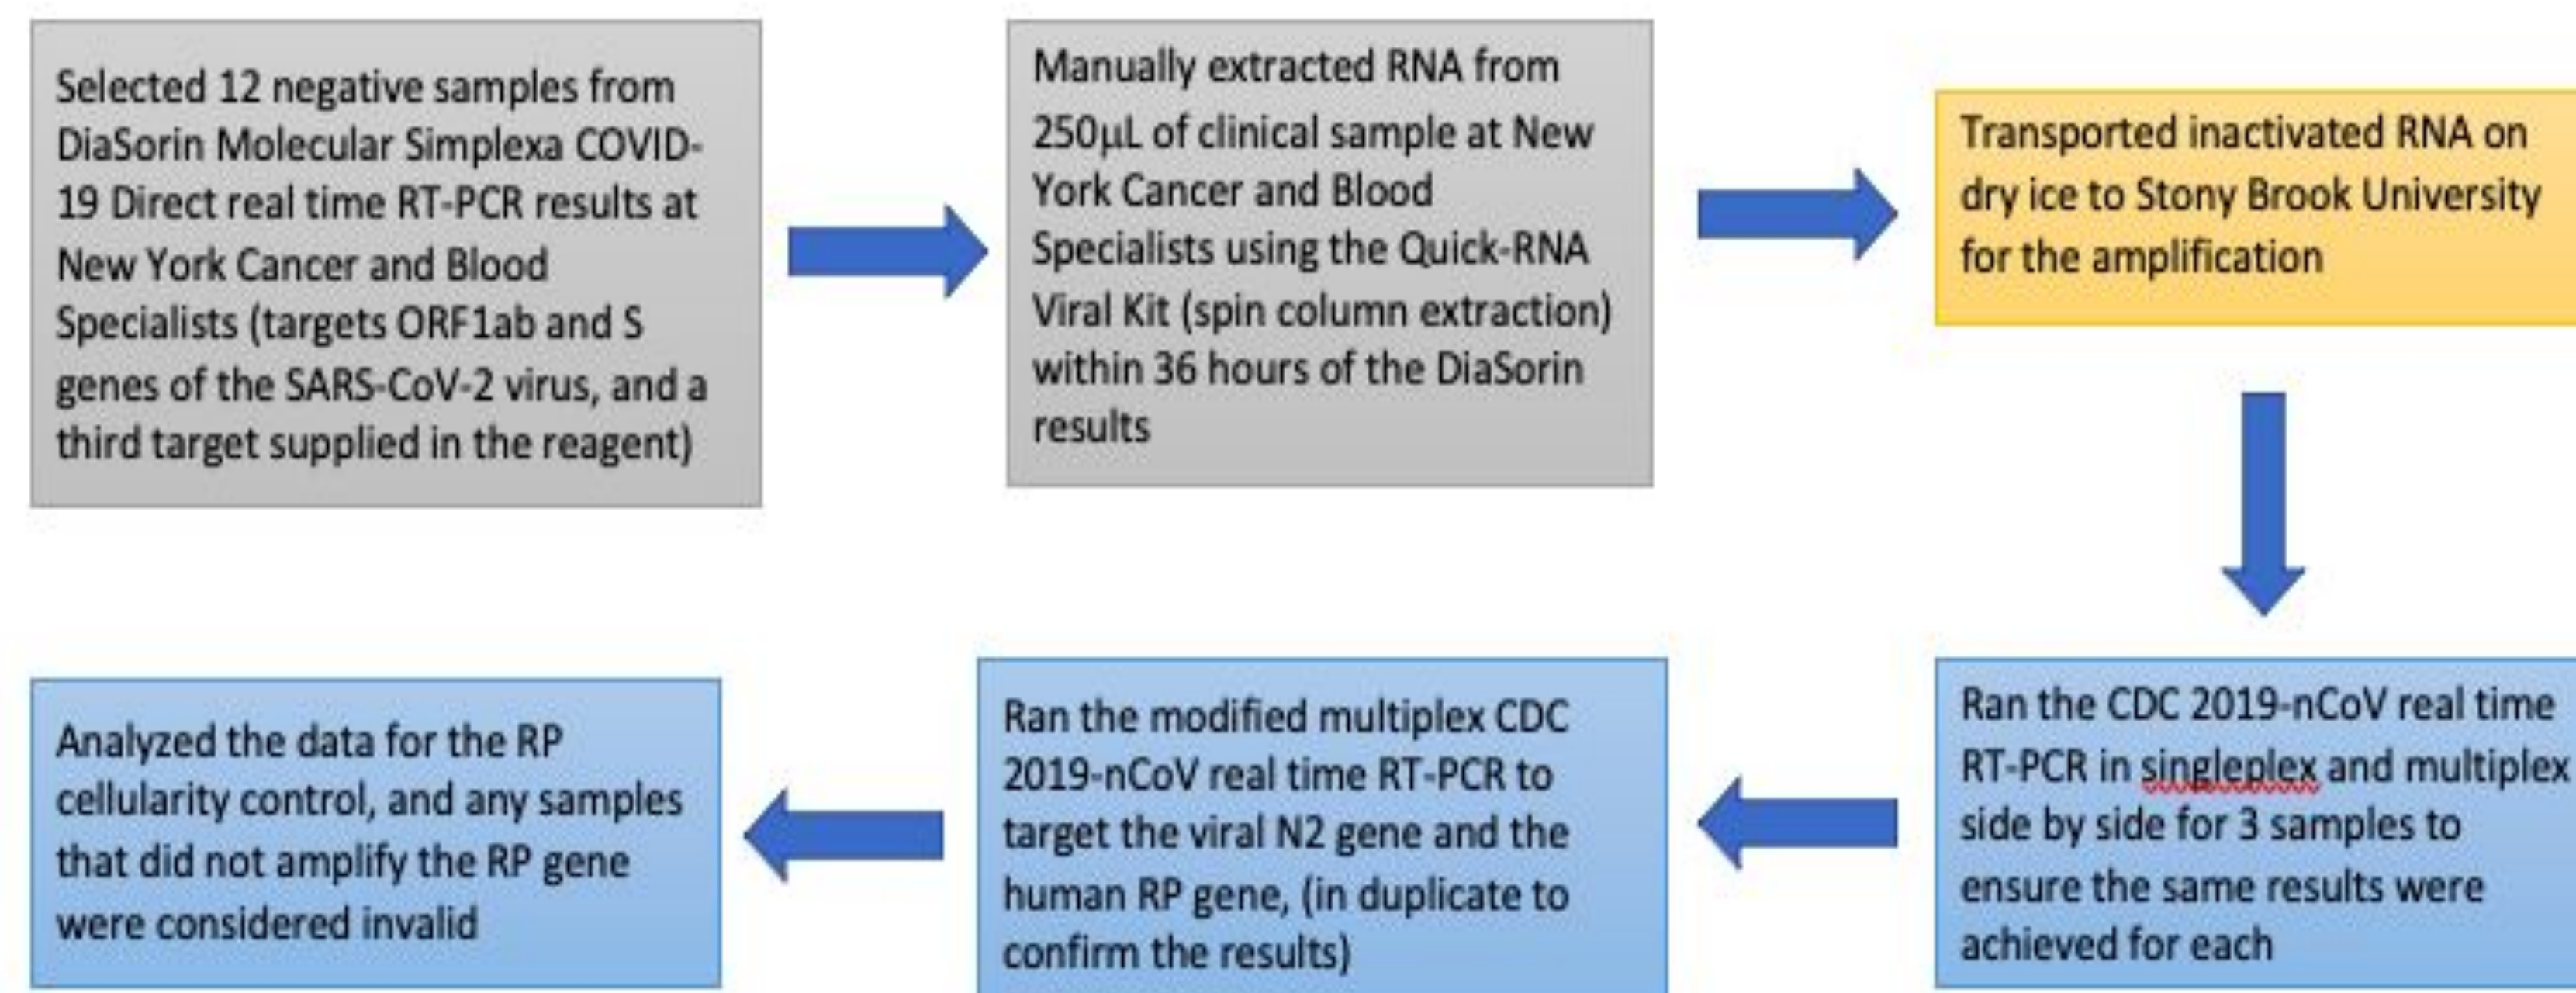 Selected 12 negative samples from
DiaSorin Molecular Simplexa COVID-
19 Direct real time RT-PCR results at
New York Cancer and Blood
Specialists (targets ORF1ab and S
genes of the SARS-CoV-2 virus, and a
third target supplied in the reagent)
Manually extracted RNA from
250µL of clinical sample at New
York Cancer and Blood
Specialists using the Quick-RNA
Viral Kit (spin column extraction)
within 36 hours of the DiaSorin
results
Transported inactivated RNA on
dry ice to Stony Brook University
for the amplification
Ran the CDC 2019-nCoV real time
RT-PCR in singleplex and multiplex
side by side for 3 samples to
ensure the same results were
achieved for each
Ran the modified multiplex CDC
2019-nCoV real time RT-PCR to
target the viral N2 gene and the
human RP gene, (in duplicate to
confirm the results)
Analyzed the data for the RP
cellularity control, and any samples
that did not amplify the RP gene
were considered invalid